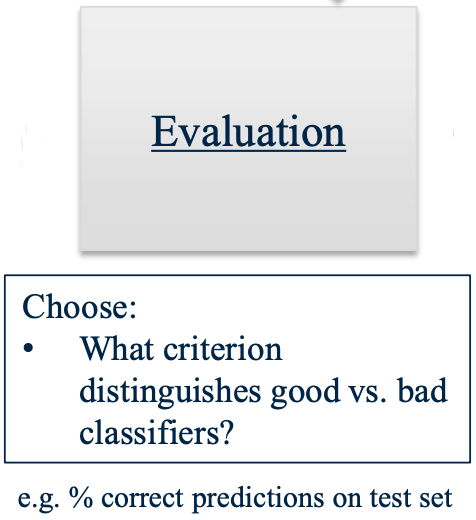 Evaluation
Choose:
• What criterion
distinguishes good vs. bad
classifiers?
e.g. % correct predictions on test set